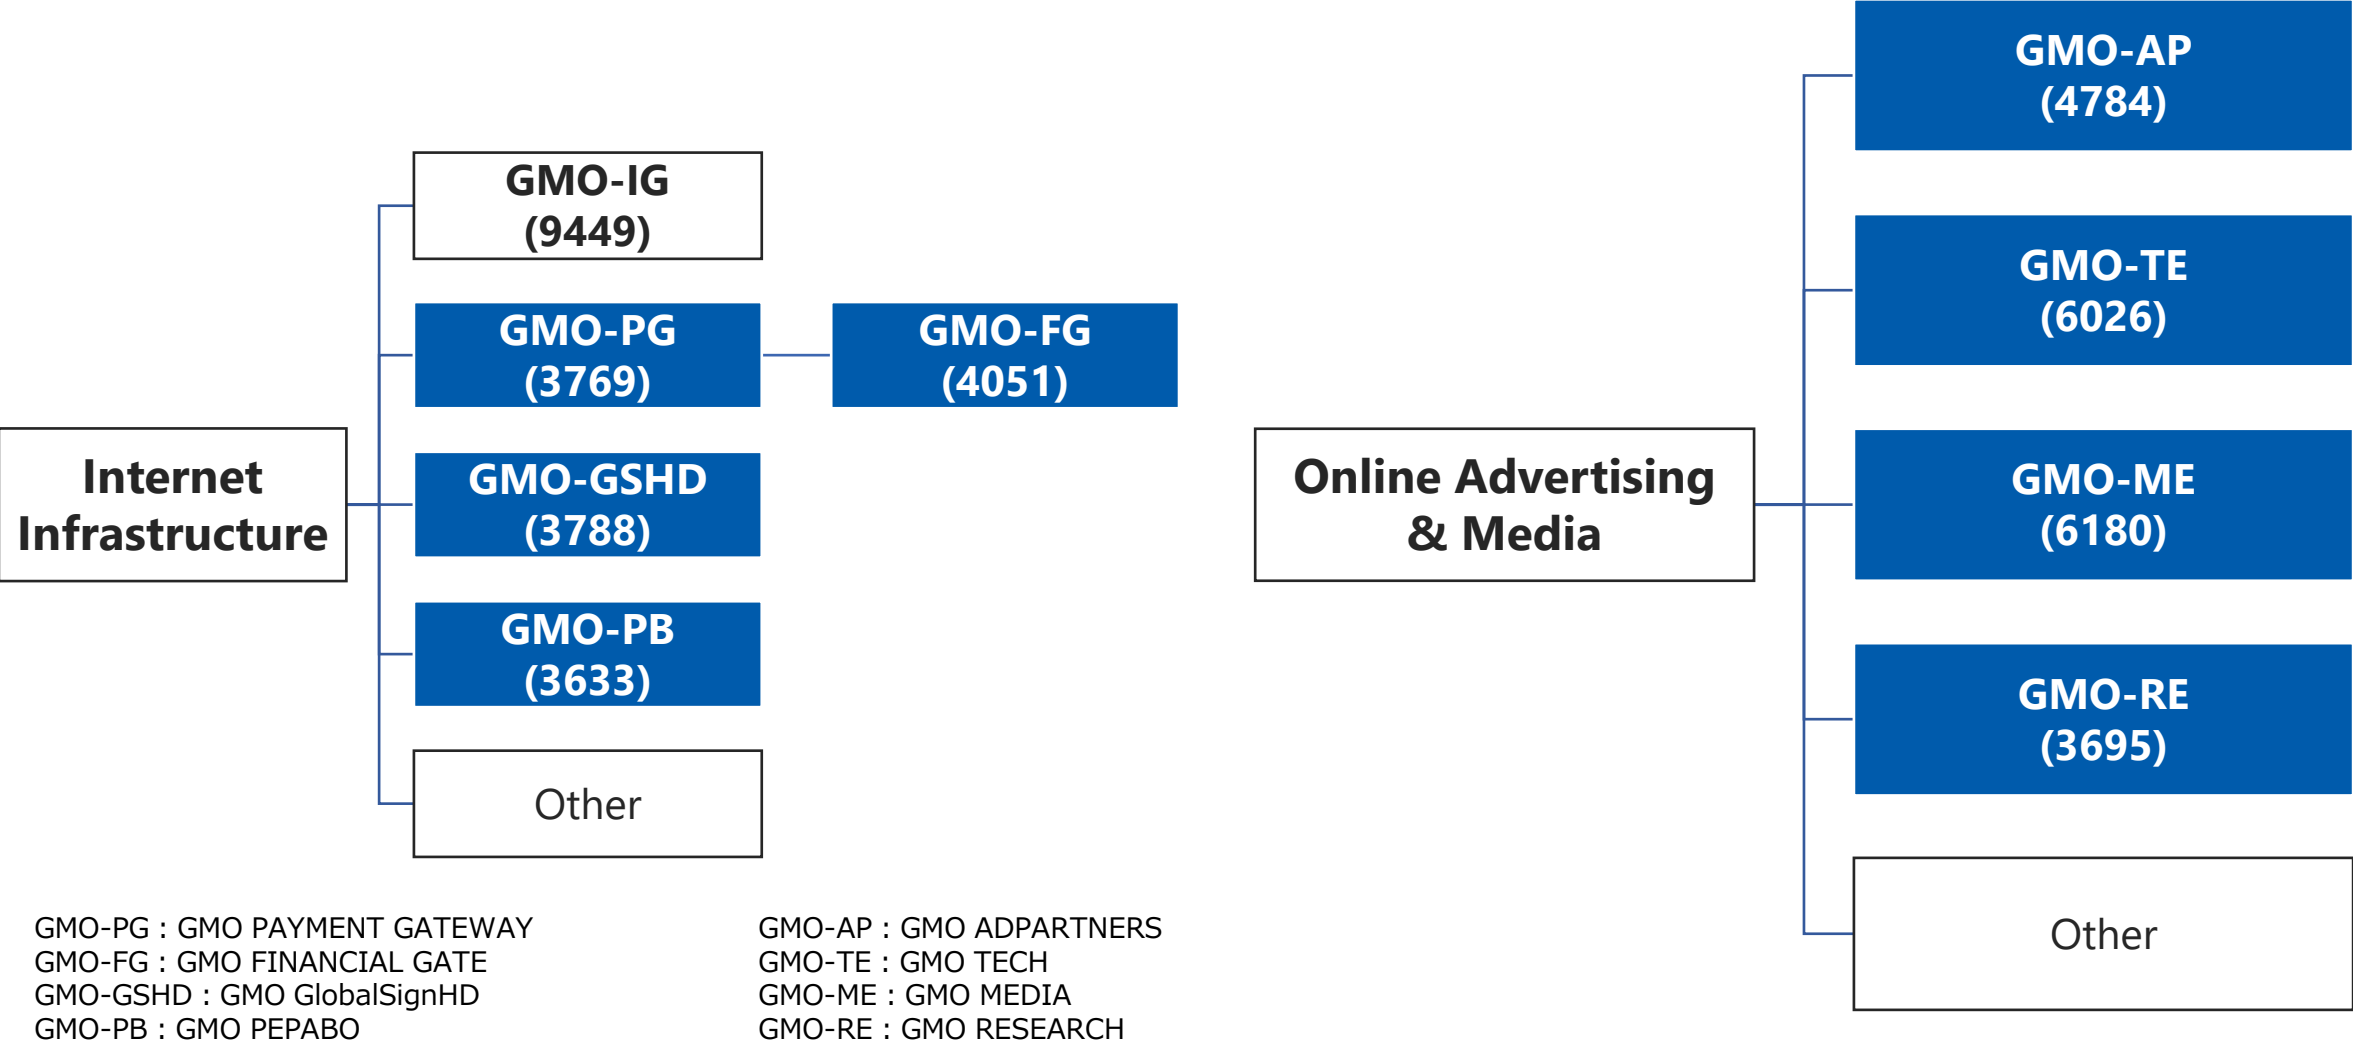 GMO-IG
(9449)
GMO-PG
(3769)
GMO-FG
(4051)
Internet
Infrastructure
GMO-GSHD
(3788)
GMO-PB
(3633)
Other
GMO-AP
(4784)
GMO-TE
(6026)
Online Advertising
& Media
GMO-ME
(6180)
GMO-RE
(3695)
Other
GMO-PG : GMO PAYMENT GATEWAY
GMO-FG : GMO FINANCIAL GATE
GMO-GSHD : GMO GlobalSignHD
GMO-PB : GMO PEPABO
GMO-AP : GMO ADPARTNERS
GMO-TE : GMO TECH
GMO-ME : GMO MEDIA
GMO-RE : GMO RESEARCH